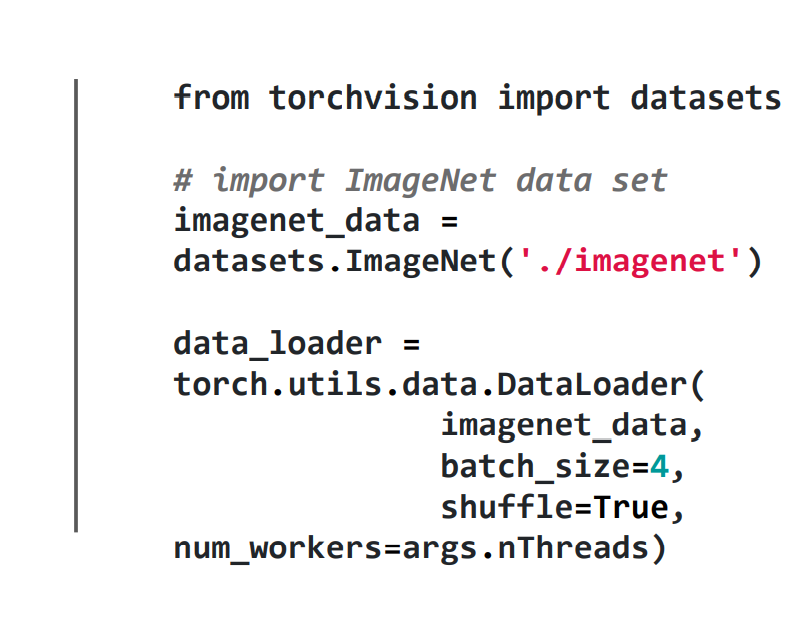 from torchvision import datasets
# import ImageNet data set
imagenet_data =
datasets.ImageNet('./imagenet')
data_loader =
torch.utils.data.DataLoader(
imagenet_data,
batch_size=4,
shuffle=True,
num_workers=args.nThreads)